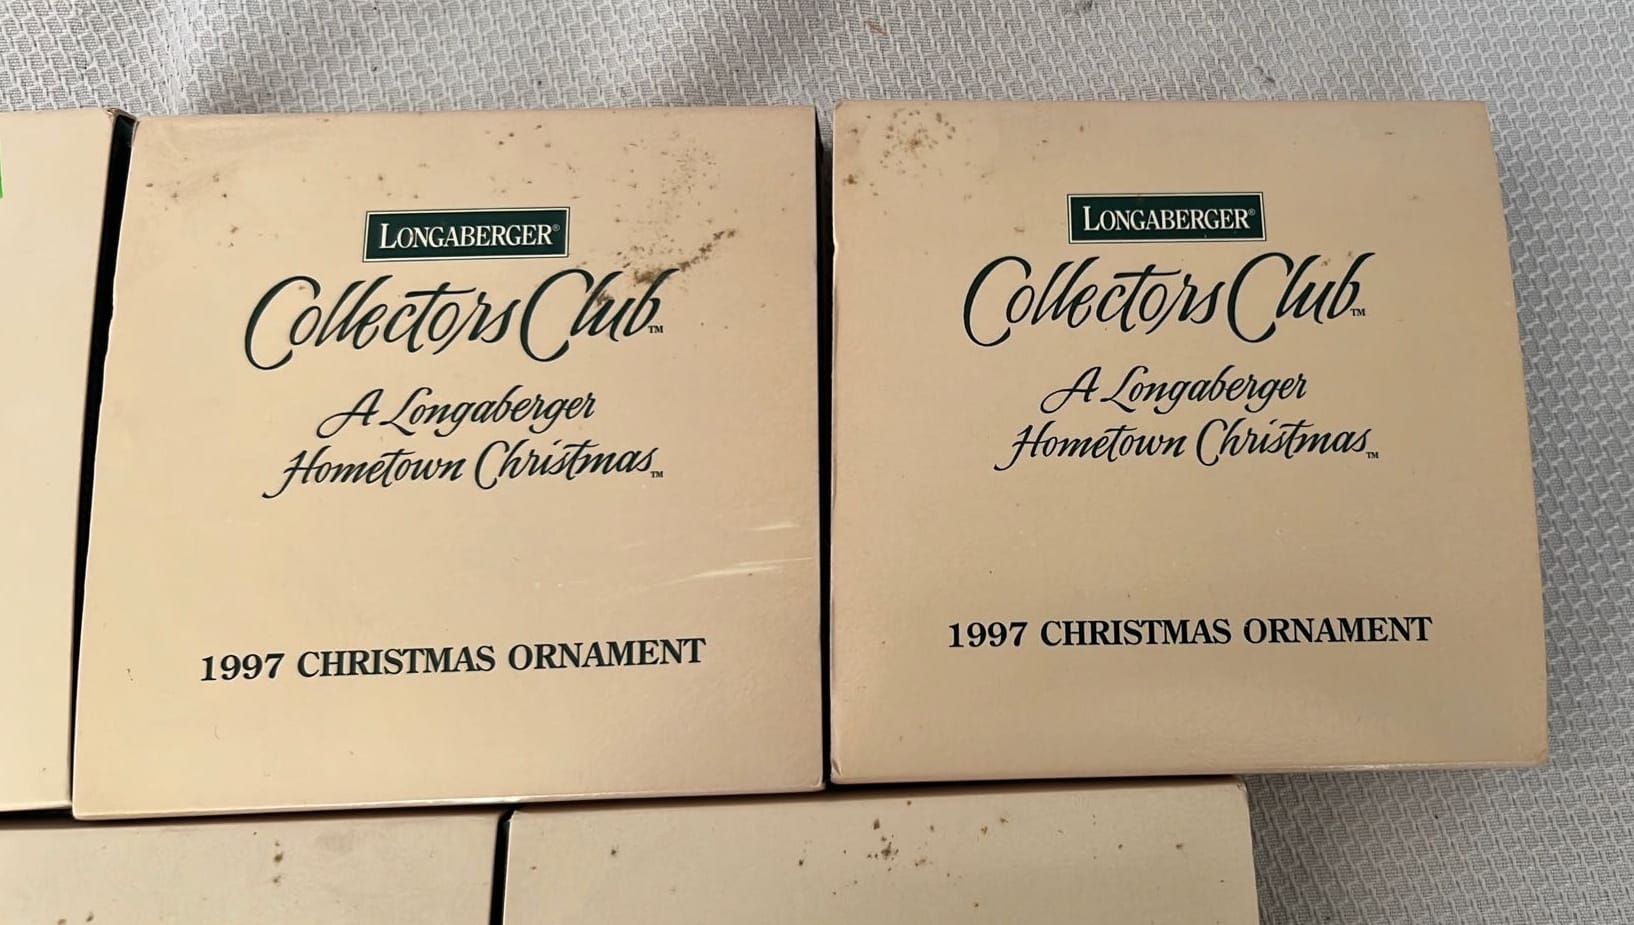 LONGABERGER®
Collectors Club™
A Longaberger
Hometown Christmas™
1997 CHRISTMAS ORNAMENT
LONGABERGER®
Collectors Club™
A Longaberger
Hometown Christmas™
1997 CHRISTMAS ORNAMENT